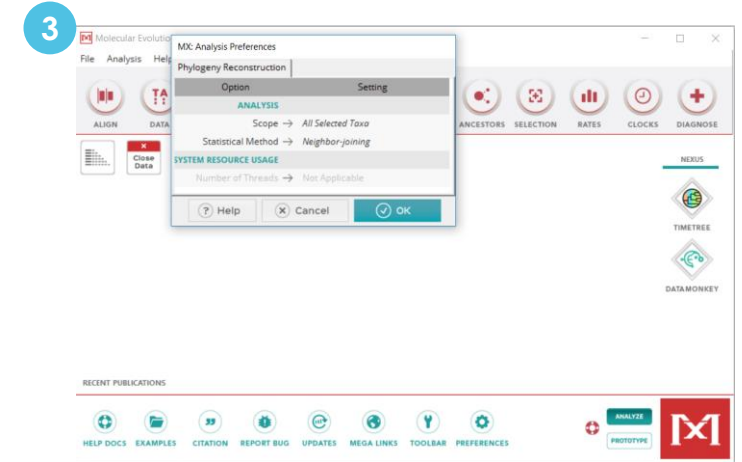 3
Molecular Evolutio
MX: Analysis Preferences
File Analysis Help
Phylogeny Reconstruction
Option Setting
ANALYSIS
Scope → All Selected Taxa
Statistical Method → Neighbor-joining
SYSTEM RESOURCE USAGE
Number of Threads → Not Applicable
? Help Cancel OK
ALIGN DATA ANCESTORS SELECTION RATES CLOCKS DIAGNOSE
TA
Close
Data
NEXUS
TIMETREE
DATAMONKEY
RECENT PUBLICATIONS
HELP DOCS EXAMPLES CITATION REPORT BUG UPDATES MEGA LINKS TOOLBAR PREFERENCES
ANALYZE
PROTOTYPE